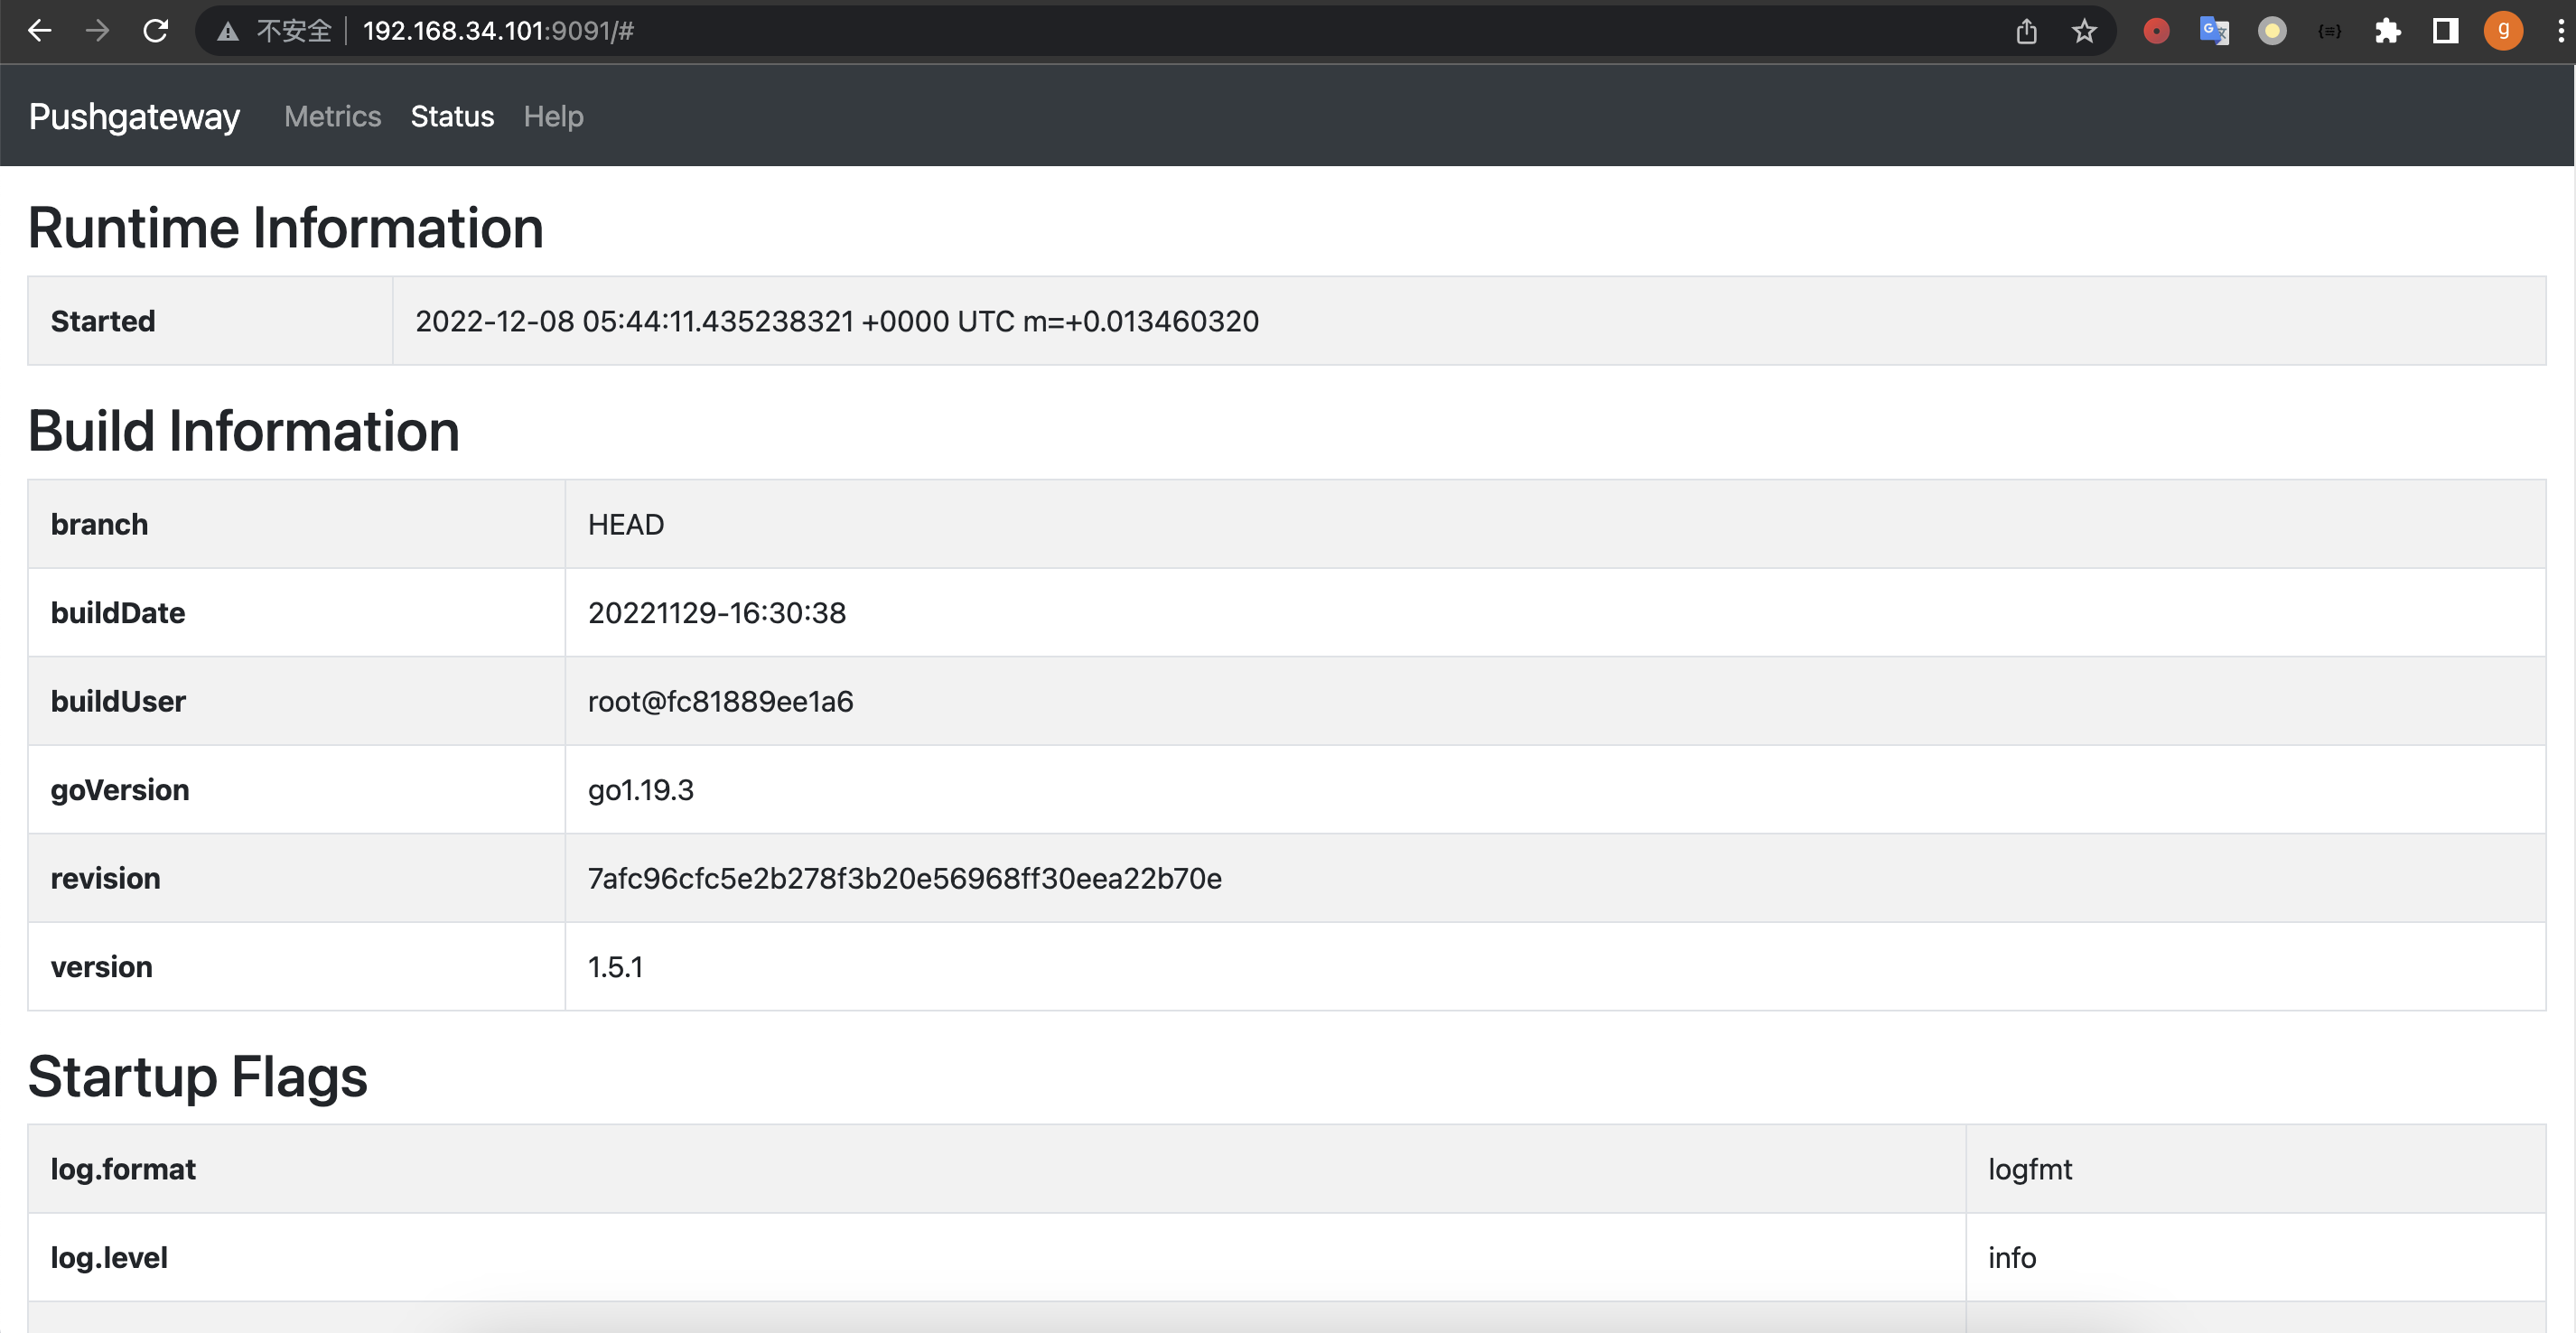 不安全 192.168.34.101:9091/#
g
Pushgateway Metrics Status Help
Runtime Information
Started 2022-12-08 05:44:11.435238321 +0000 UTC m=+0.013460320
Build Information
branch HEAD
buildDate 20221129-16:30:38
buildUser root@fc81889ee1a6
goVersion go1.19.3
revision 7afc96cfc5e2b278f3b20e56968ff30eea22b70e
version 1.5.1
Startup Flags
log.format logfmt
log.level info